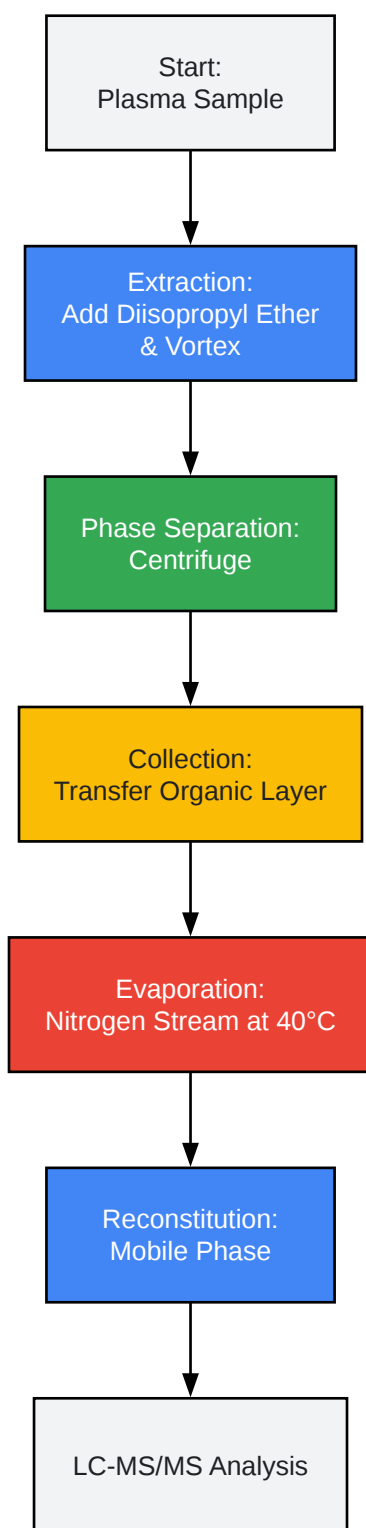 Start:
Plasma Sample
Extraction:
Add Diisopropyl Ether
& Vortex
Phase Separation:
Centrifuge
Collection:
Transfer Organic Layer
Evaporation:
Nitrogen Stream at 40°C
Reconstitution:
Mobile Phase
LC-MS/MS Analysis